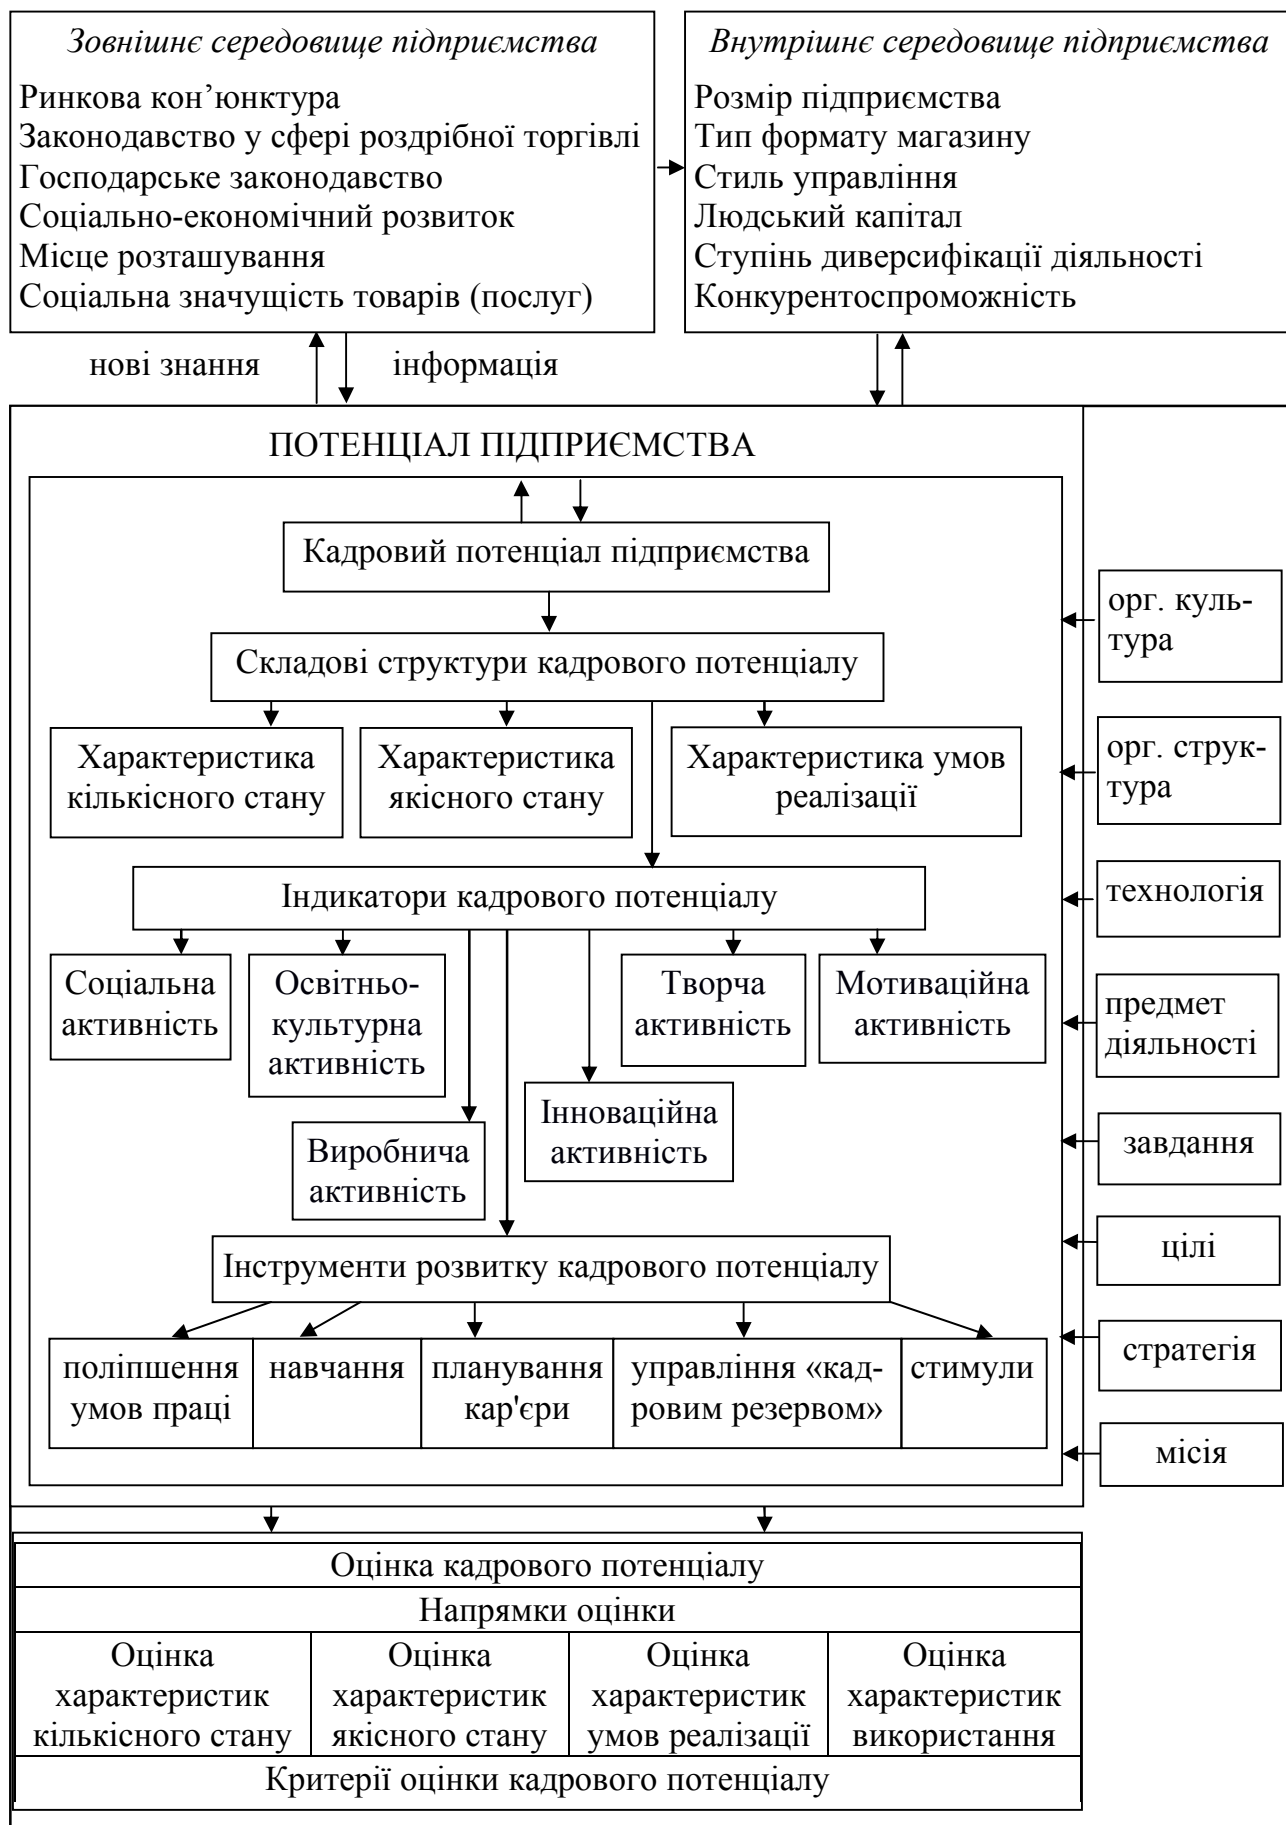 Зовнішнє середовище підприємства
Ринкова кон’юнктура
Законодавство у сфері роздрібної торгівлі
Господарське законодавство
Соціально-економічний розвиток
Місце розташування
Соціальна значущість товарів (послуг)
Внутрішнє середовище підприємства
Розмір підприємства
Тип формату магазину
Стиль управління
Людський капітал
Ступінь диверсифікації діяльності
Конкурентоспроможність
нові знання
інформація
ПОТЕНЦІАЛ ПІДПРИЄМСТВА
Кадровий потенціал підприємства
Складові структури кадрового потенціалу
Характеристика
кількісного стану
Характеристика
якісного стану
Характеристика умов
реалізації
Індикатори кадрового потенціалу
Соціальна
активність
Освітньо-
культурна
активність
Творча
активність
Мотиваційна
активність
Виробнича
активність
Інноваційна
активність
Інструменти розвитку кадрового потенціалу
поліпшення
умов праці
навчання
планування
кар'єри
управління «кад-
ровим резервом»
стимули
орг. куль-
тура
орг. струк-
тура
технологія
предмет
діяльності
завдання
цілі
стратегія
місія
Оцінка кадрового потенціалу
Напрямки оцінки
Оцінка
характеристик
кількісного стану
Оцінка
характеристик
якісного стану
Оцінка
характеристик
умов реалізації
Оцінка
характеристик
використання
Критерії оцінки кадрового потенціалу